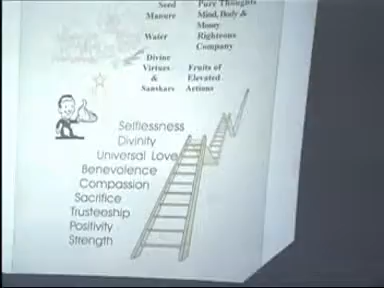 Seed Pure Thoughts
Manure Mind, Body &
Money
Water Righteous
Company
Divine
Virtues Fruits of
& Elevated
Sanskars Actions
Selflessness
Divinity
Universal Love
Benevolence
Compassion
Sacrifice
Trusteeship
Positivity
Strength